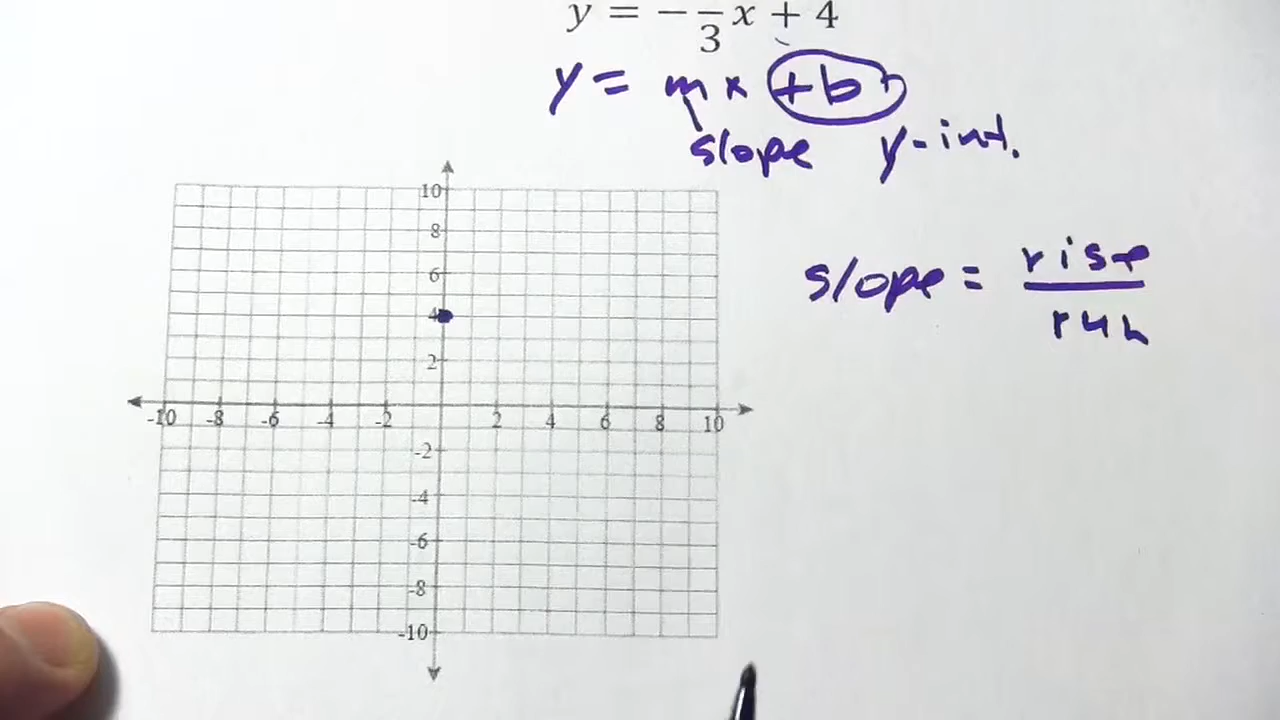 y = − /3 x + 4
y = mx + b
slope y-int.
slope = rise
run
10
8
6
4
2
-10 -8 -6 -4 -2 2 4 6 8 10
-2
-4
-6
-8
-10